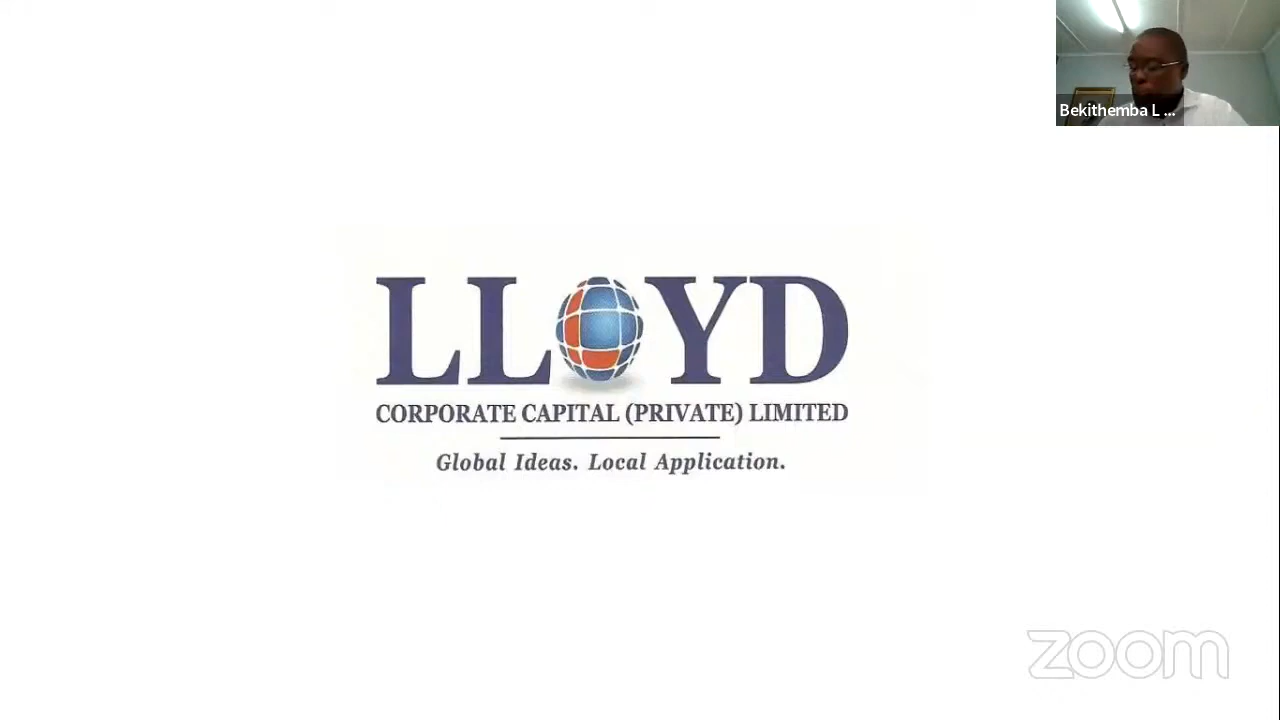 Bekithemba L ...
LLOYD
CORPORATE CAPITAL (PRIVATE) LIMITED
Global Ideas. Local Application.
zoom